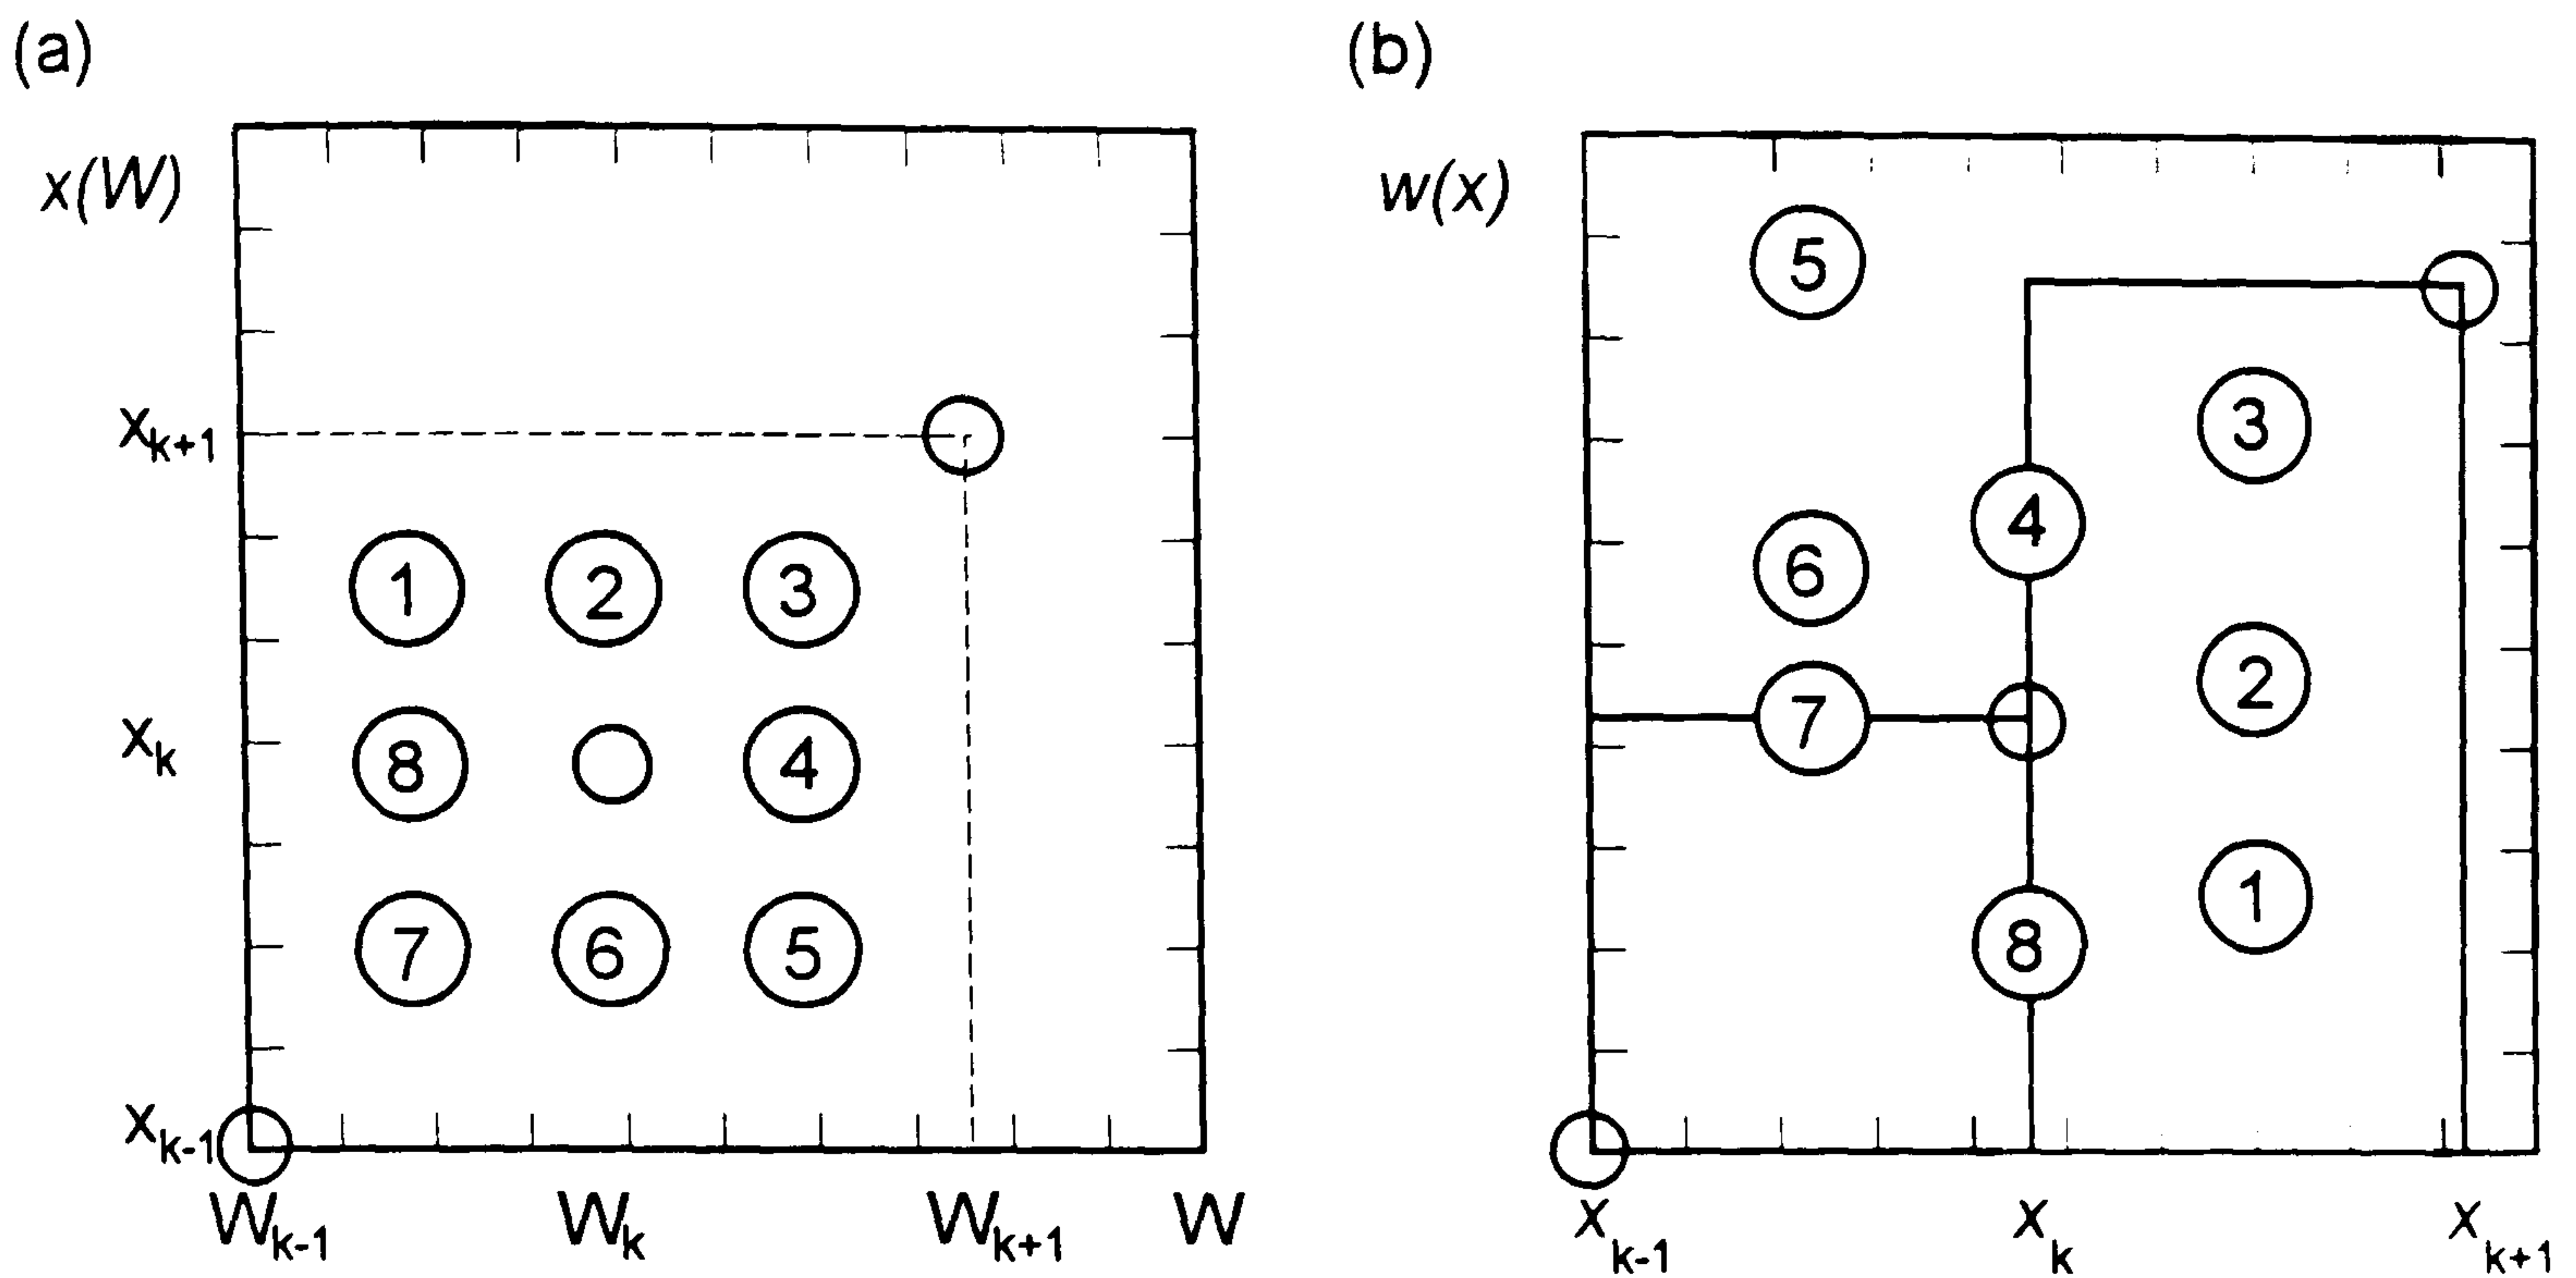 (a)
x(W)
x_{k+1}
1 2 3
x_k
8 4
7 6 5
x_{k-1}
W_{k-1} W_k W_{k+1} W
(b)
w(x)
5
3
4
6
2
7
1
8
x_{k-1} x_k x_{k+1}